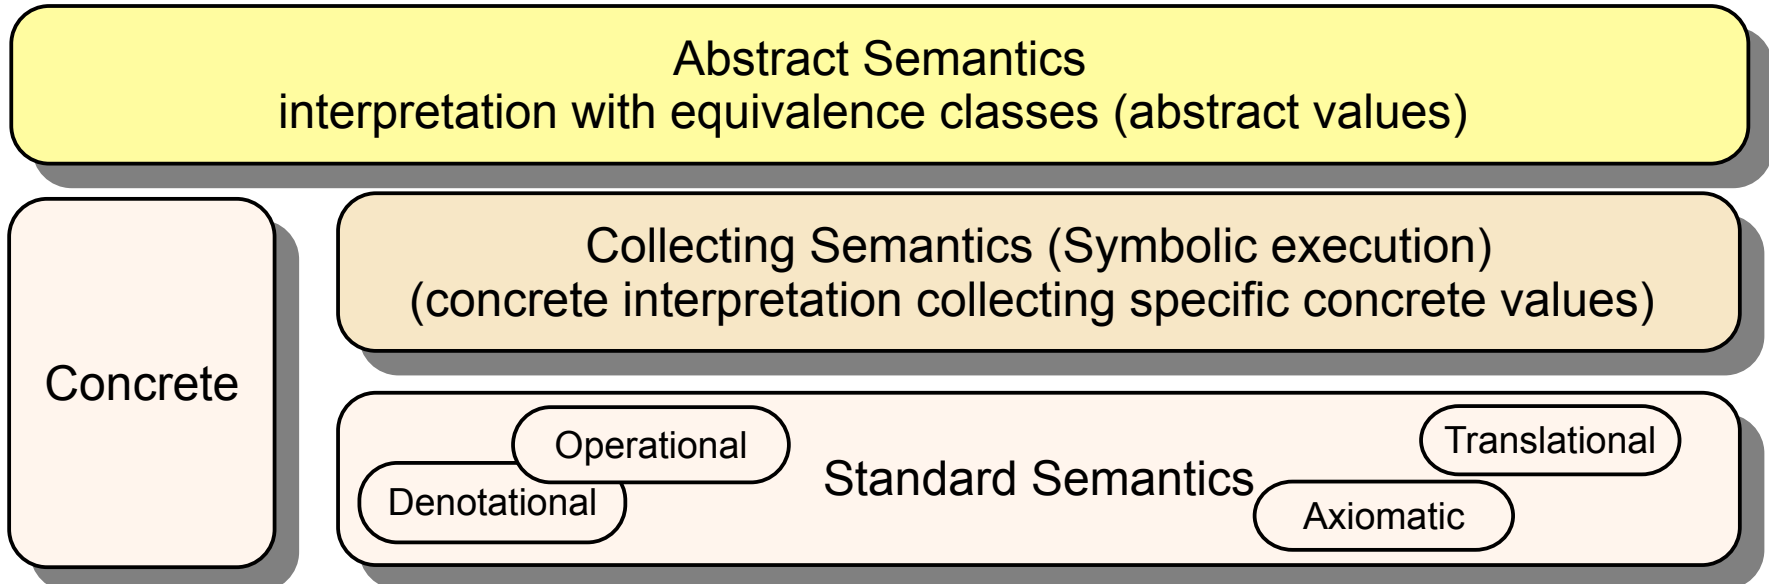 Abstract Semantics
interpretation with equivalence classes (abstract values)
Collecting Semantics (Symbolic execution)
(concrete interpretation collecting specific concrete values)
Concrete
Operational
Translational
Standard Semantics
Denotational
Axiomatic